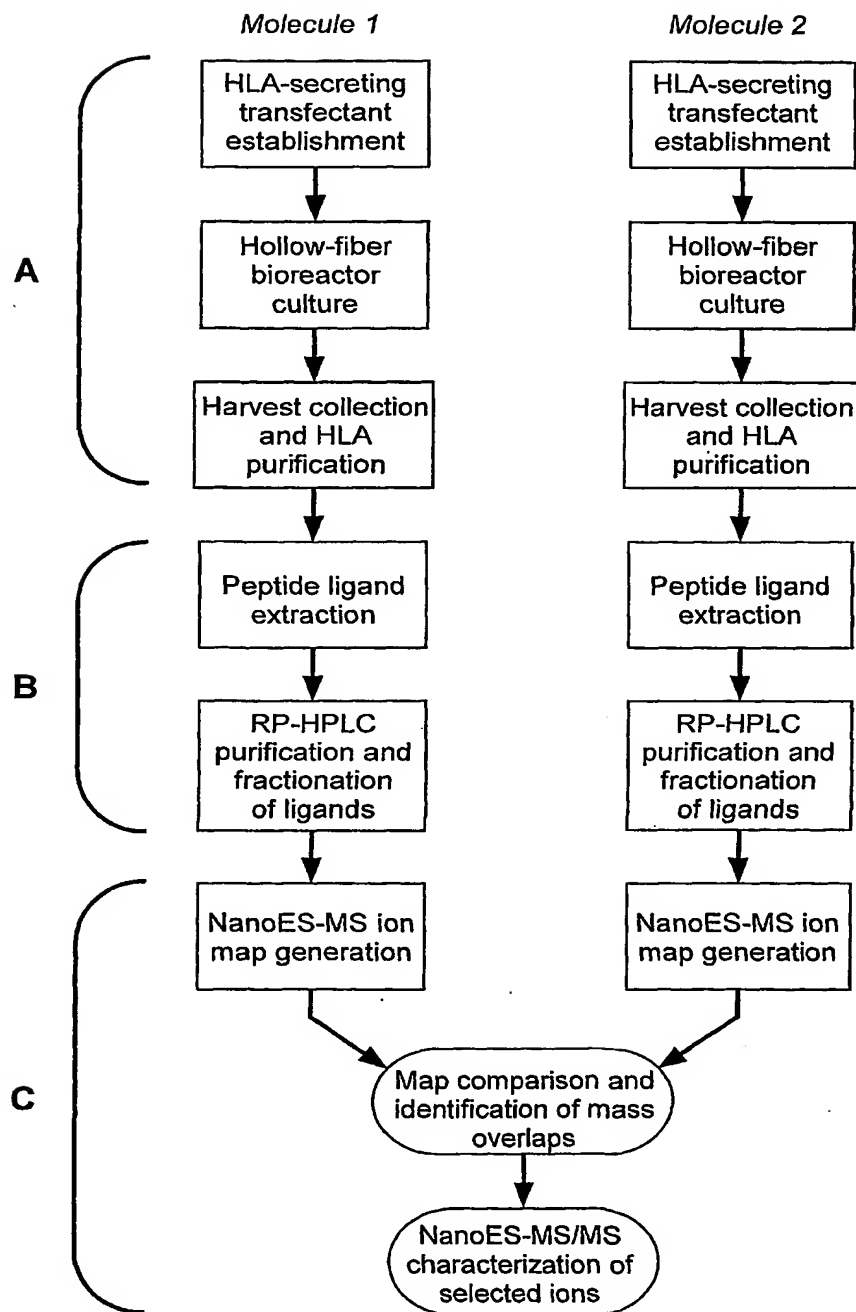 Molecule 1
Molecule 2
A
HLA-secreting
transfectant
establishment
HLA-secreting
transfectant
establishment
Hollow-fiber
bioreactor
culture
Hollow-fiber
bioreactor
culture
Harvest collection
and HLA
purification
Harvest collection
and HLA
purification
B
Peptide ligand
extraction
Peptide ligand
extraction
RP-HPLC
purification and
fractionation
of ligands
RP-HPLC
purification and
fractionation
of ligands
C
NanoES-MS ion
map generation
NanoES-MS ion
map generation
Map comparison and
identification of mass
overlaps
NanoES-MS/MS
characterization of
selected ions